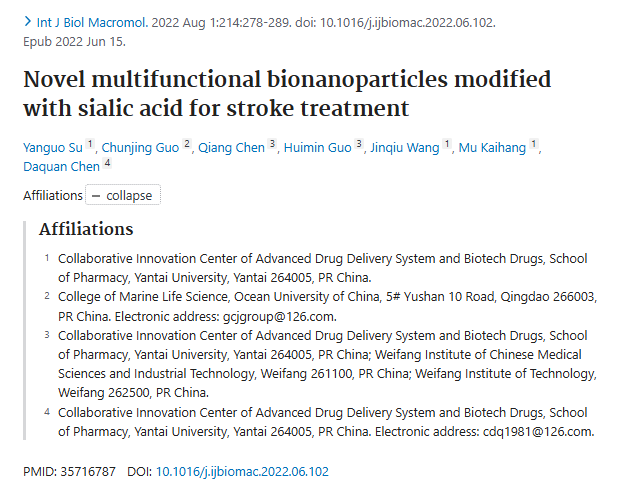 Int J Biol Macromol. 2022 Aug 1:214:278-289. doi: 10.1016/j.ijbiomac.2022.06.102.
Epub 2022 Jun 15.
Novel multifunctional bionanoparticles modified
with sialic acid for stroke treatment
Yanguo Su 1, Chunjing Guo 2, Qiang Chen 3, Huimin Guo 3, Jinqiu Wang 1, Mu Kaihang 1,
Daquan Chen 4
Affiliations — collapse
Affiliations
1 Collaborative Innovation Center of Advanced Drug Delivery System and Biotech Drugs, School
of Pharmacy, Yantai University, Yantai 264005, PR China.
2 College of Marine Life Science, Ocean University of China, 5# Yushan 10 Road, Qingdao 266003,
PR China. Electronic address: gcjgroup@126.com.
3 Collaborative Innovation Center of Advanced Drug Delivery System and Biotech Drugs, School
of Pharmacy, Yantai University, Yantai 264005, PR China; Weifang Institute of Chinese Medical
Sciences and Industrial Technology, Weifang 261100, PR China; Weifang Institute of Technology,
Weifang 262500, PR China.
4 Collaborative Innovation Center of Advanced Drug Delivery System and Biotech Drugs, School
of Pharmacy, Yantai University, Yantai 264005, PR China. Electronic address: cdq1981@126.com.
PMID: 35716787 DOI: 10.1016/j.ijbiomac.2022.06.102